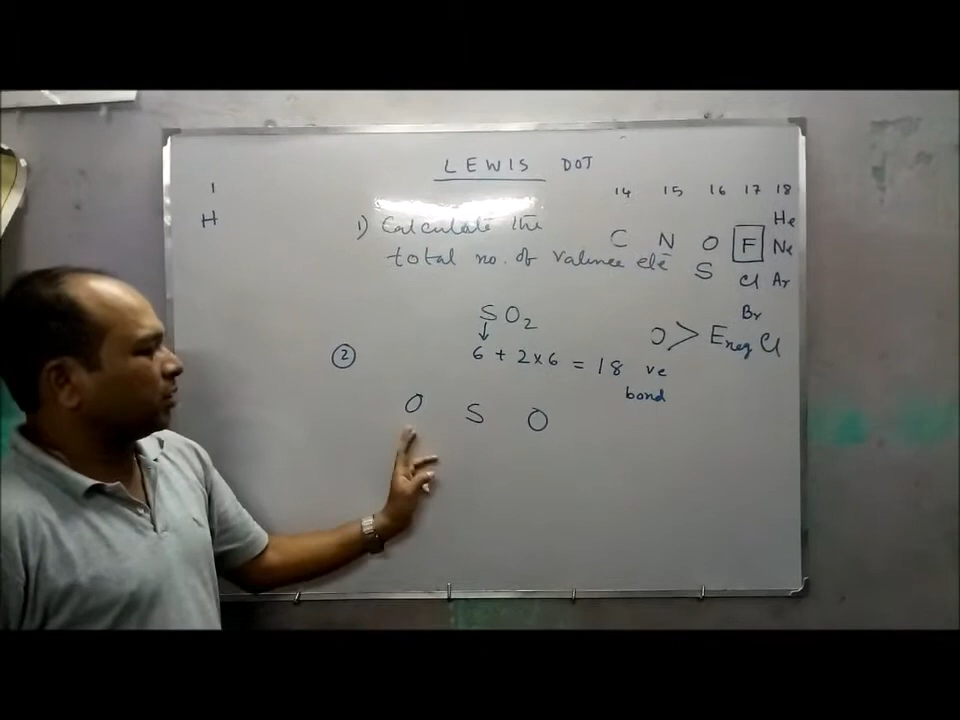 LEWIS DOT
1 14 15 16 17 18
H He
1) Calculate the
C N O F Ne
total no. of valence ele
S Cl Ar
SO2 Br
O > Eneg Cl
2
6 + 2x6 = 18 ve
bond
O S O